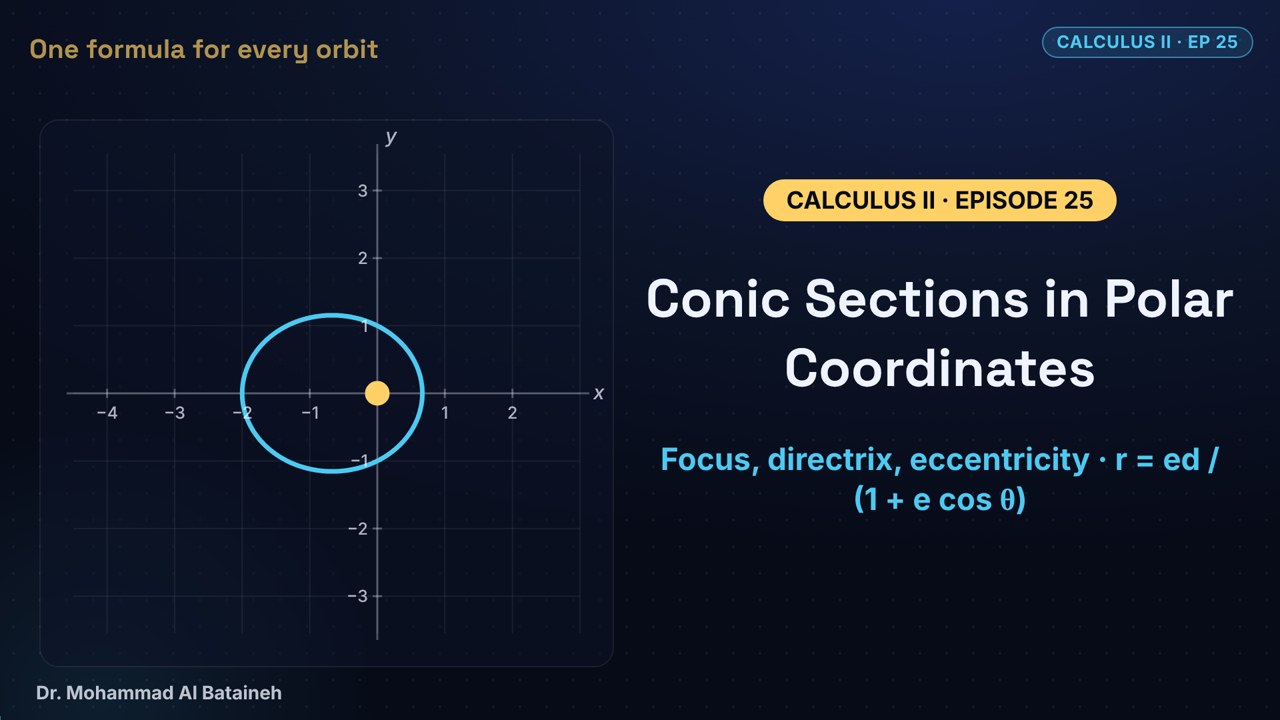 One formula for every orbit
CALCULUS II · EP 25
y
3
2
1
−4 −3 −2 −1 1 2 x
−1
−2
−3
CALCULUS II · EPISODE 25
Conic Sections in Polar
Coordinates
Focus, directrix, eccentricity · r = ed /
(1 + e cos θ)
Dr. Mohammad Al Bataineh